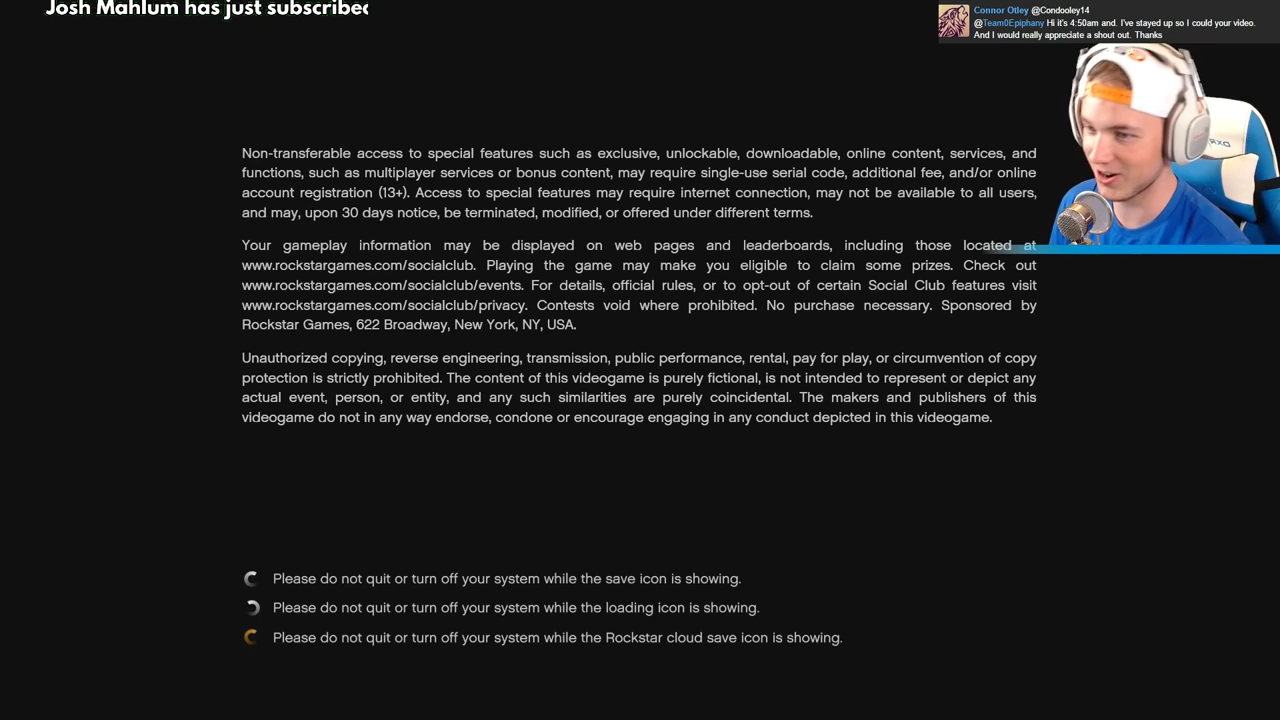 Josh Mahlum has just subscribed
Connor Otley @Condooley14
@Team0Epiphany Hi it's 4:50am and. I've stayed up so I could your video.
And I would really appreciate a shout out. Thanks
Non-transferable access to special features such as exclusive, unlockable, downloadable, online content, services, and
functions, such as multiplayer services or bonus content, may require single-use serial code, additional fee, and/or online
account registration (13+). Access to special features may require internet connection, may not be available to all users,
and may, upon 30 days notice, be terminated, modified, or offered under different terms.
Your gameplay information may be displayed on web pages and leaderboards, including those located at
www.rockstargames.com/socialclub. Playing the game may make you eligible to claim some prizes. Check out
www.rockstargames.com/socialclub/events. For details, official rules, or to opt-out of certain Social Club features visit
www.rockstargames.com/socialclub/privacy. Contests void where prohibited. No purchase necessary. Sponsored by
Rockstar Games, 622 Broadway, New York, NY, USA.
Unauthorized copying, reverse engineering, transmission, public performance, rental, pay for play, or circumvention of copy
protection is strictly prohibited. The content of this videogame is purely fictional, is not intended to represent or depict any
actual event, person, or entity, and any such similarities are purely coincidental. The makers and publishers of this
videogame do not in any way endorse, condone or encourage engaging in any conduct depicted in this videogame.
Please do not quit or turn off your system while the save icon is showing.
Please do not quit or turn off your system while the loading icon is showing.
Please do not quit or turn off your system while the Rockstar cloud save icon is showing.